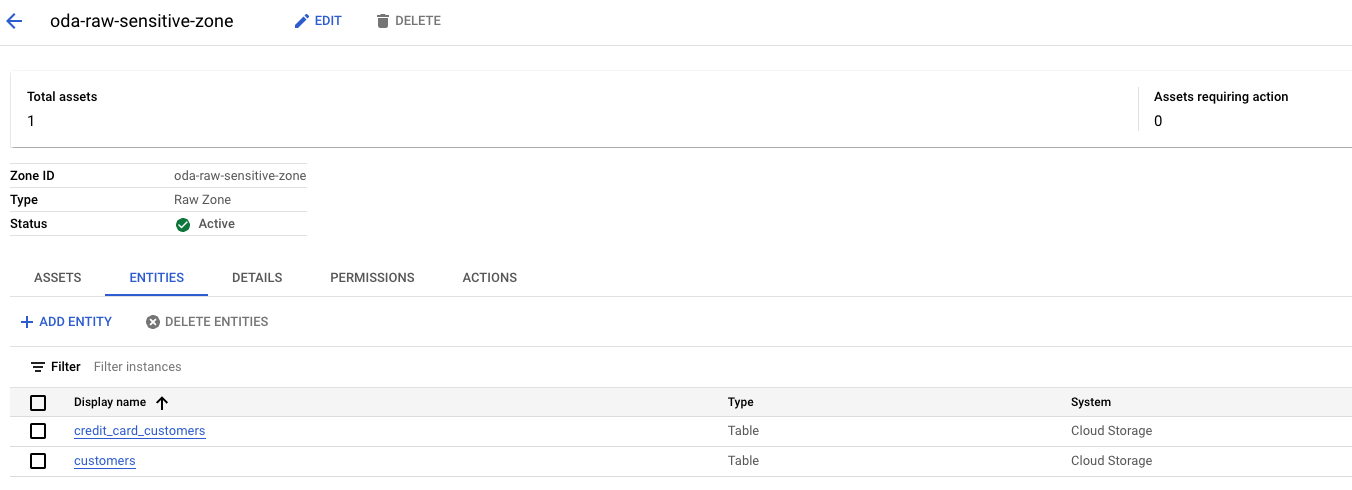 oda-raw-sensitive-zone EDIT DELETE
Total assets Assets requiring action
1 0
Zone ID oda-raw-sensitive-zone
Type Raw Zone
Status Active
ASSETS ENTITIES DETAILS PERMISSIONS ACTIONS
ADD ENTITY DELETE ENTITIES
Filter Filter instances
Display name Type System
credit_card_customers Table Cloud Storage
customers Table Cloud Storage